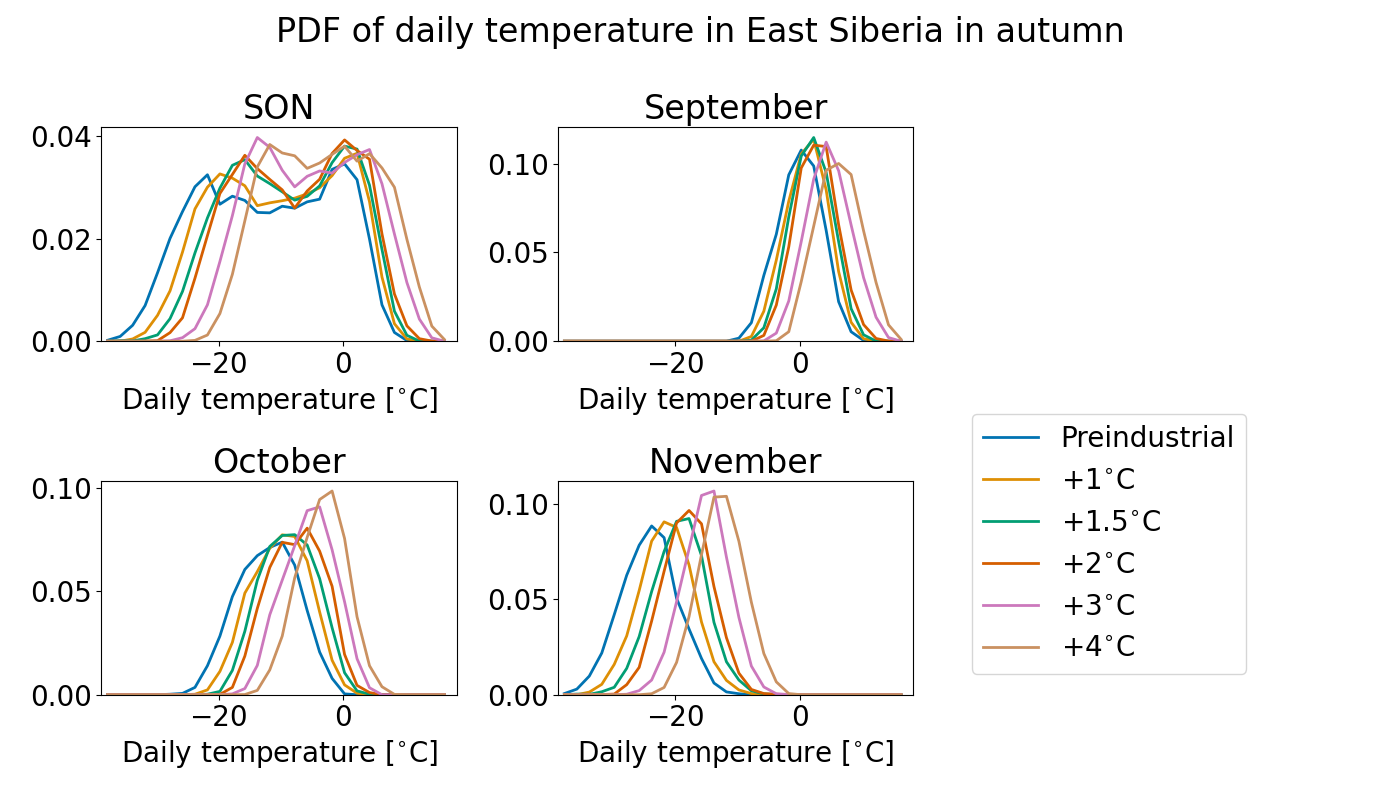 PDF of daily temperature in East Siberia in autumn
SON
0.04
0.02
0.00
−20
0
Daily temperature [°C]
September
0.10
0.05
0.00
−20
0
Daily temperature [°C]
October
0.10
0.05
0.00
−20
0
Daily temperature [°C]
November
0.10
0.05
0.00
−20
0
Daily temperature [°C]
Preindustrial
+1°C
+1.5°C
+2°C
+3°C
+4°C